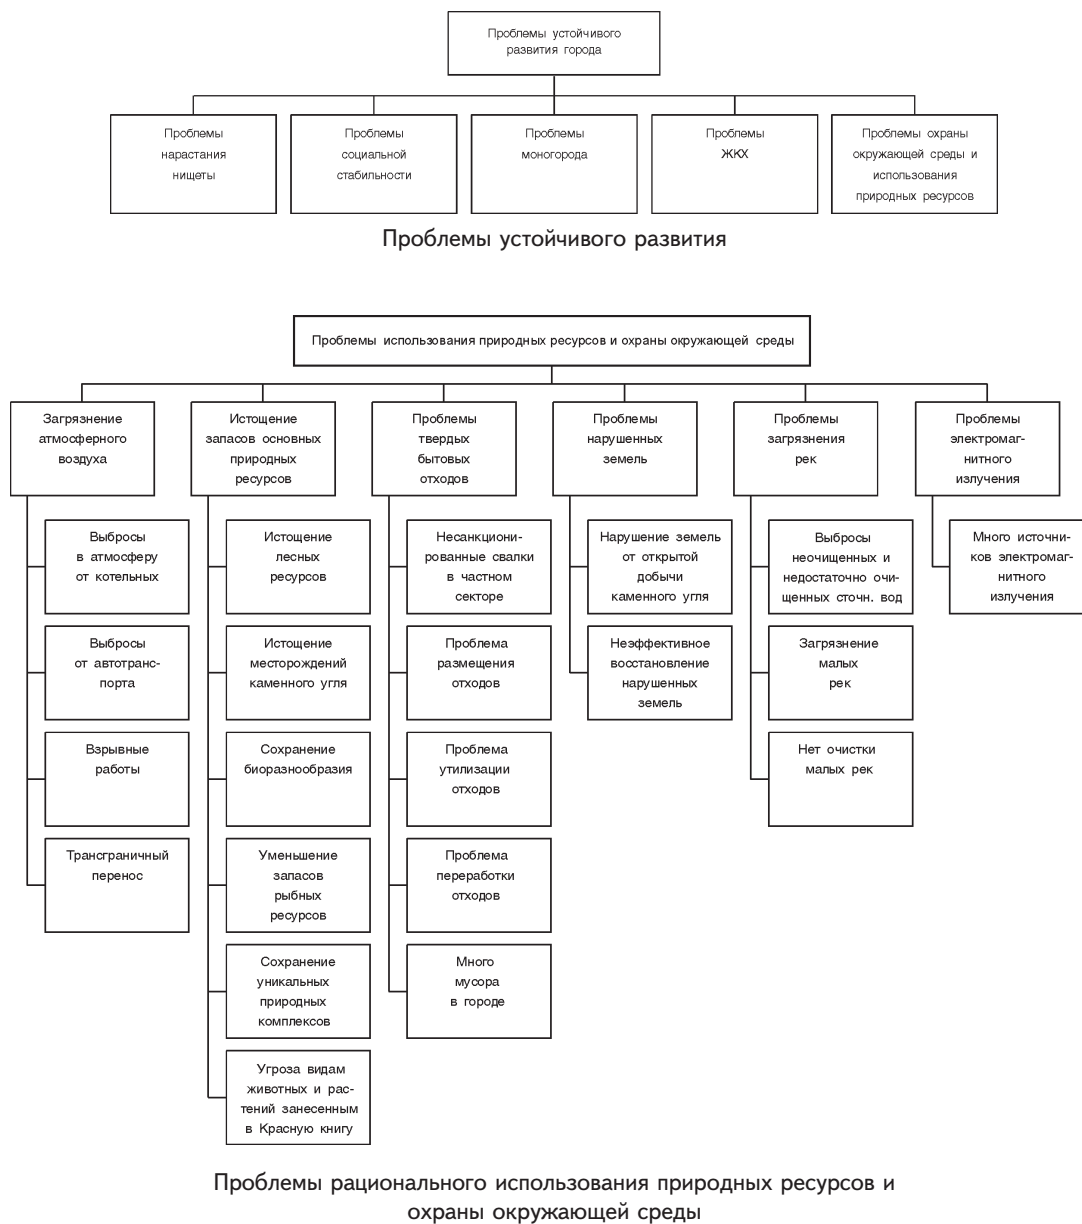 Проблемы устойчивого
развития города
Проблемы
нарастания
нищеты
Проблемы
социальной
стабильности
Проблемы
моногорода
Проблемы
ЖКХ
Проблемы охраны
окружающей среды и
использования
природных ресурсов
Проблемы устойчивого развития
Проблемы использования природных ресурсов и охраны окружающей среды
Загрязнение
атмосферного
воздуха
Выбросы
в атмосферу
от котельных
Выбросы
от автотранс-
порта
Взрывные
работы
Трансграничный
перенос
Истощение
запасов основных
природных
ресурсов
Истощение
лесных
ресурсов
Истощение
месторождений
каменного угля
Сохранение
биоразнообразия
Уменьшение
запасов
рыбных
ресурсов
Сохранение
уникальных
природных
комплексов
Угроза видам
животных и рас-
тений занесенным
в Красную книгу
Проблемы
твердых
бытовых
отходов
Несанкциони-
рованные свалки
в частном
секторе
Проблема
размещения
отходов
Проблема
утилизации
отходов
Проблема
переработки
отходов
Много
мусора
в городе
Проблемы
нарушенных
земель
Нарушение земель
от открытой
добычи
каменного угля
Неэффективное
восстановление
нарушенных
земель
Проблемы
загрязнения
рек
Выбросы
неочищенных и
недостаточно очи-
щенных сточн. вод
Загрязнение
малых
рек
Нет очистки
малых рек
Проблемы
электромаг-
нитного
излучения
Много источни-
ков электромаг-
нитного
излучения
Проблемы рационального использования природных ресурсов и
охраны окружающей среды